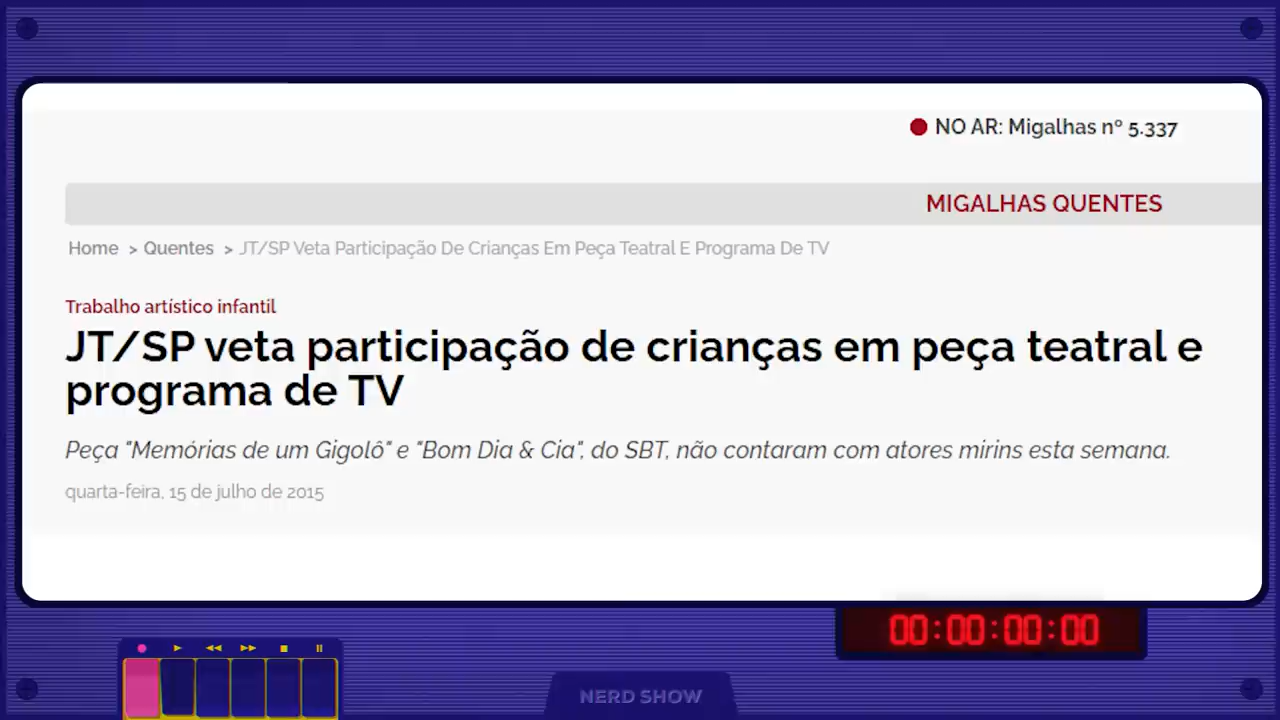 NO AR: Migalhas nº 5.337
MIGALHAS QUENTES
Home > Quentes > JT/SP Veta Participação De Crianças Em Peça Teatral E Programa De TV
Trabalho artístico infantil
JT/SP veta participação de crianças em peça teatral e
programa de TV
Peça "Memórias de um Gigolô" e "Bom Dia & Cia", do SBT, não contaram com atores mirins esta semana.
quarta-feira, 15 de julho de 2015
00:00:00:00
NERD SHOW